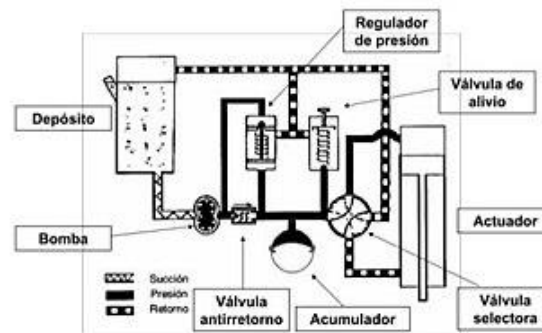 Regulador
de presión
Válvula de
alivio
Depósito
Actuador
Bomba
Succión
Presión
Retorno
Válvula
antirretorno
Acumulador
Válvula
selectora